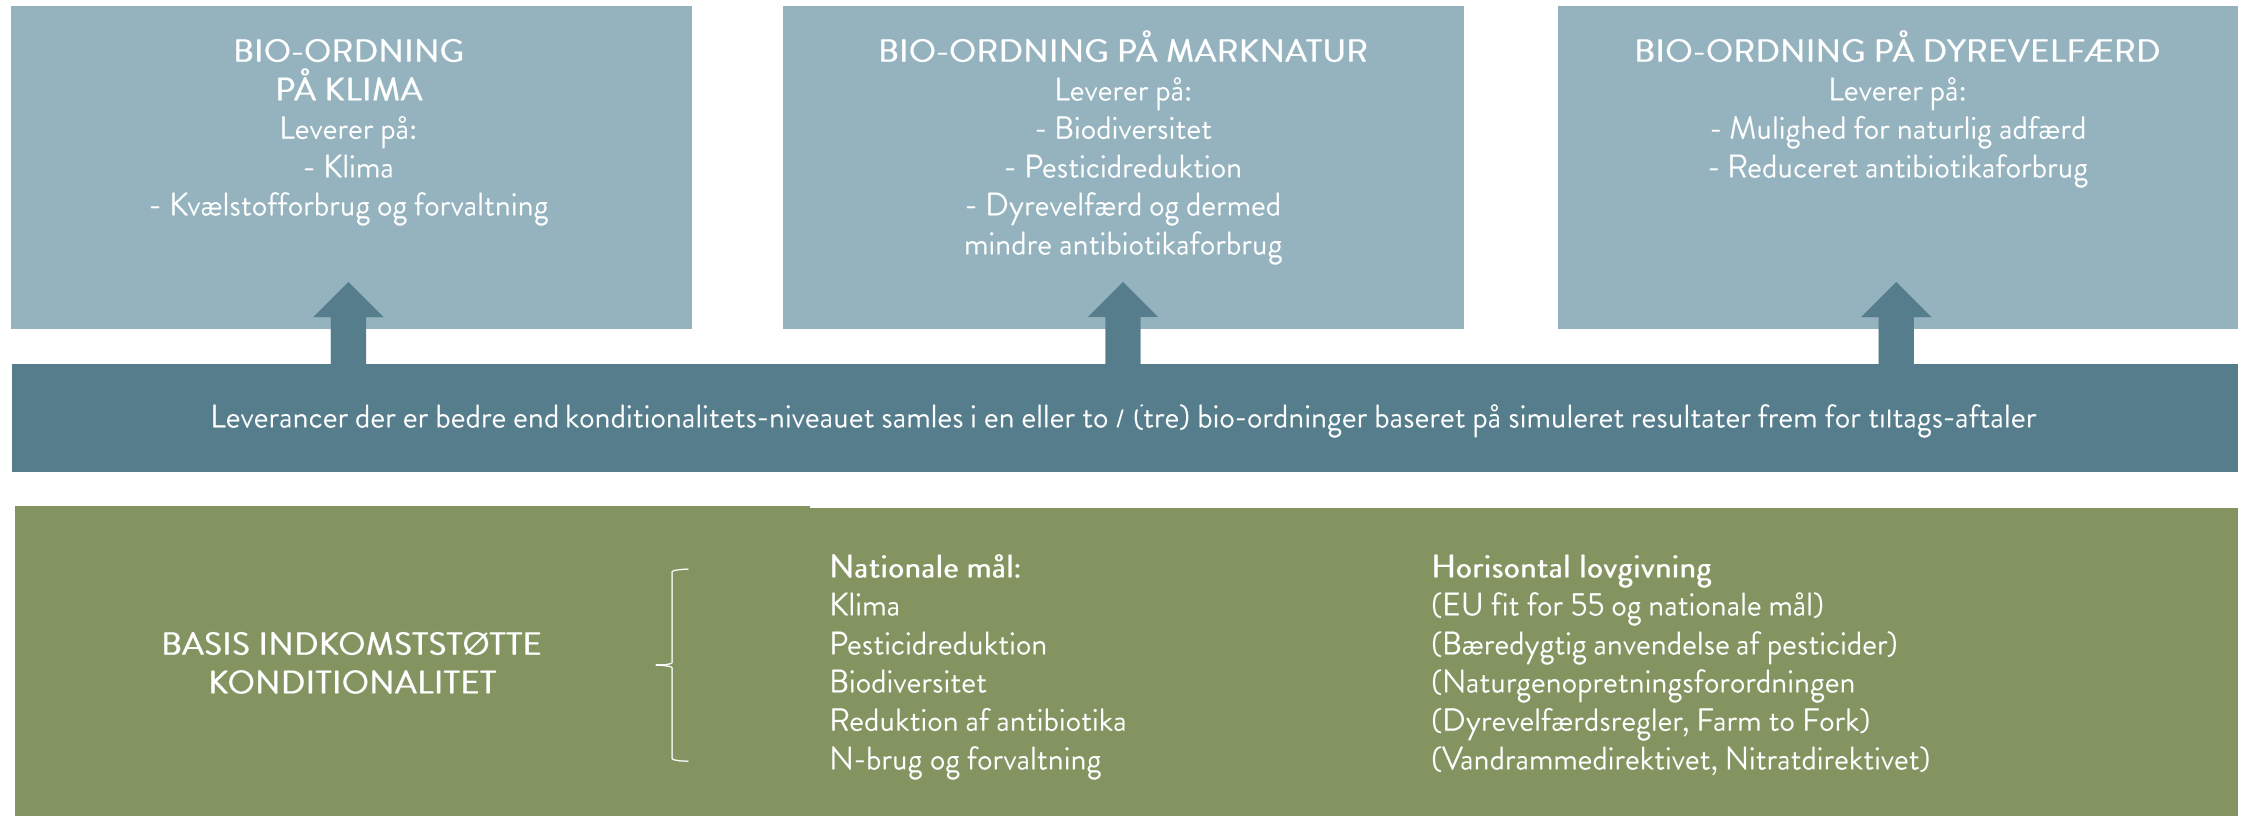 BIO-ORDNING
PÅ KLIMA
Leverer på:
- Klima
- Kvælstofforbrug og forvaltning
BIO-ORDNING PÅ MARKNATUR
Leverer på:
- Biodiversitet
- Pesticidreduktion
- Dyrevelfærd og dermed
mindre antibiotikaforbrug
BIO-ORDNING PÅ DYREVELFÆRD
Leverer på:
- Mulighed for naturlig adfærd
- Reduceret antibiotikaforbrug
Leverancer der er bedre end konditionalitets-niveauet samles i en eller to / (tre) bio-ordninger baseret på simuleret resultater frem for tiltags-aftaler
BASIS INDKOMSTSTØTTE
KONDITIONALITET
Nationale mål:
Klima
Pesticidreduktion
Biodiversitet
Reduktion af antibiotika
N-brug og forvaltning
Horisontal lovgivning
(EU fit for 55 og nationale mål)
(Bæredygtig anvendelse af pesticider)
(Naturgenopretningsforordningen
(Dyrevelfærdsregler, Farm to Fork)
(Vandrammedirektivet, Nitratdirektivet)